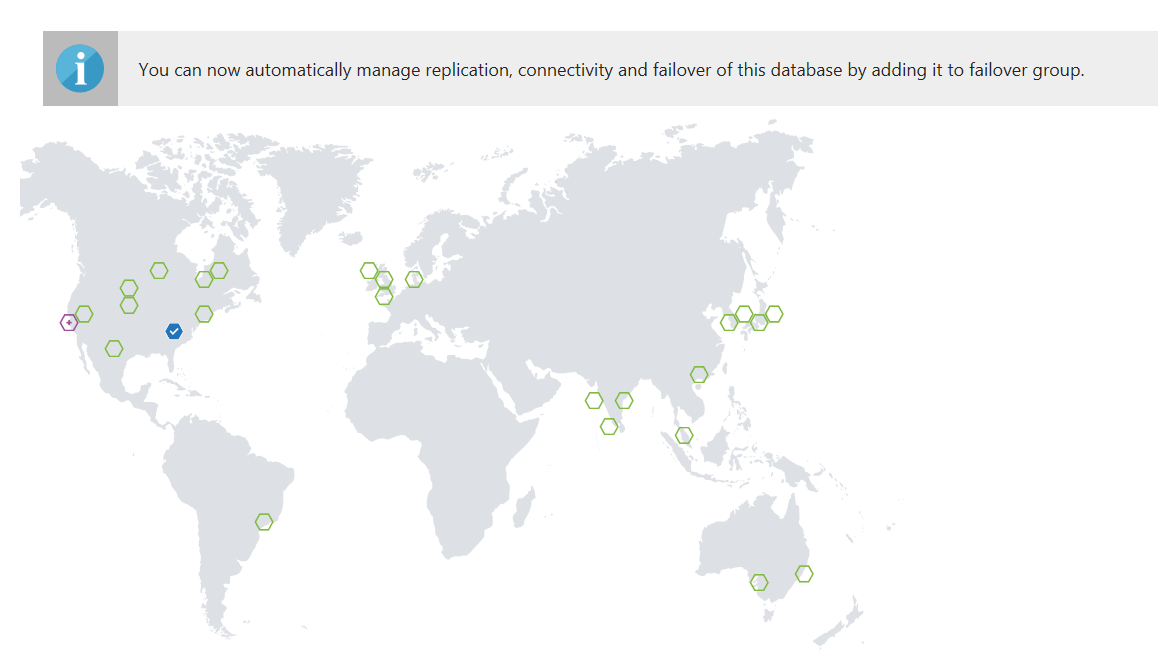 You can now automatically manage replication, connectivity and failover of this database by adding it to failover group.